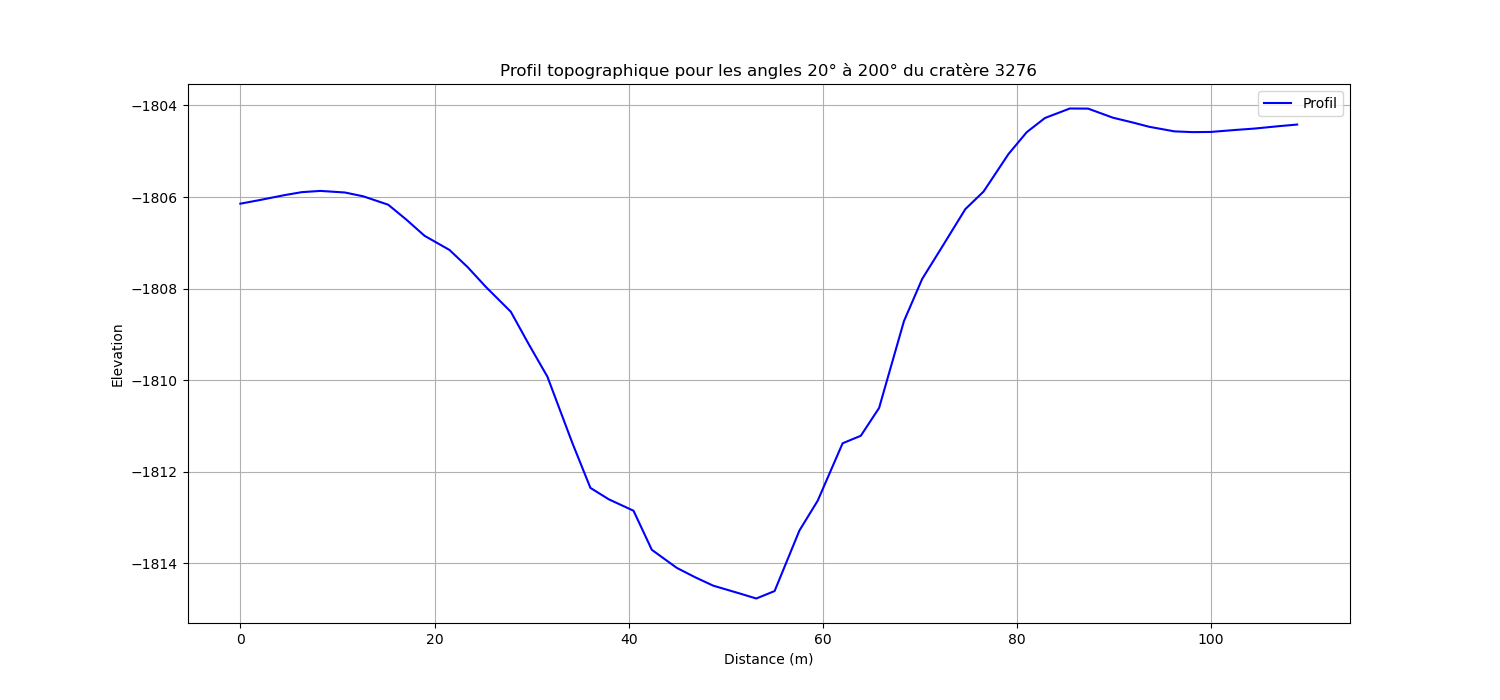 Profil topographique pour les angles 20° à 200° du cratère 3276
Profil
−1804
−1806
−1808
−1810
−1812
−1814
Elevation
0 20 40 60 80 100
Distance (m)